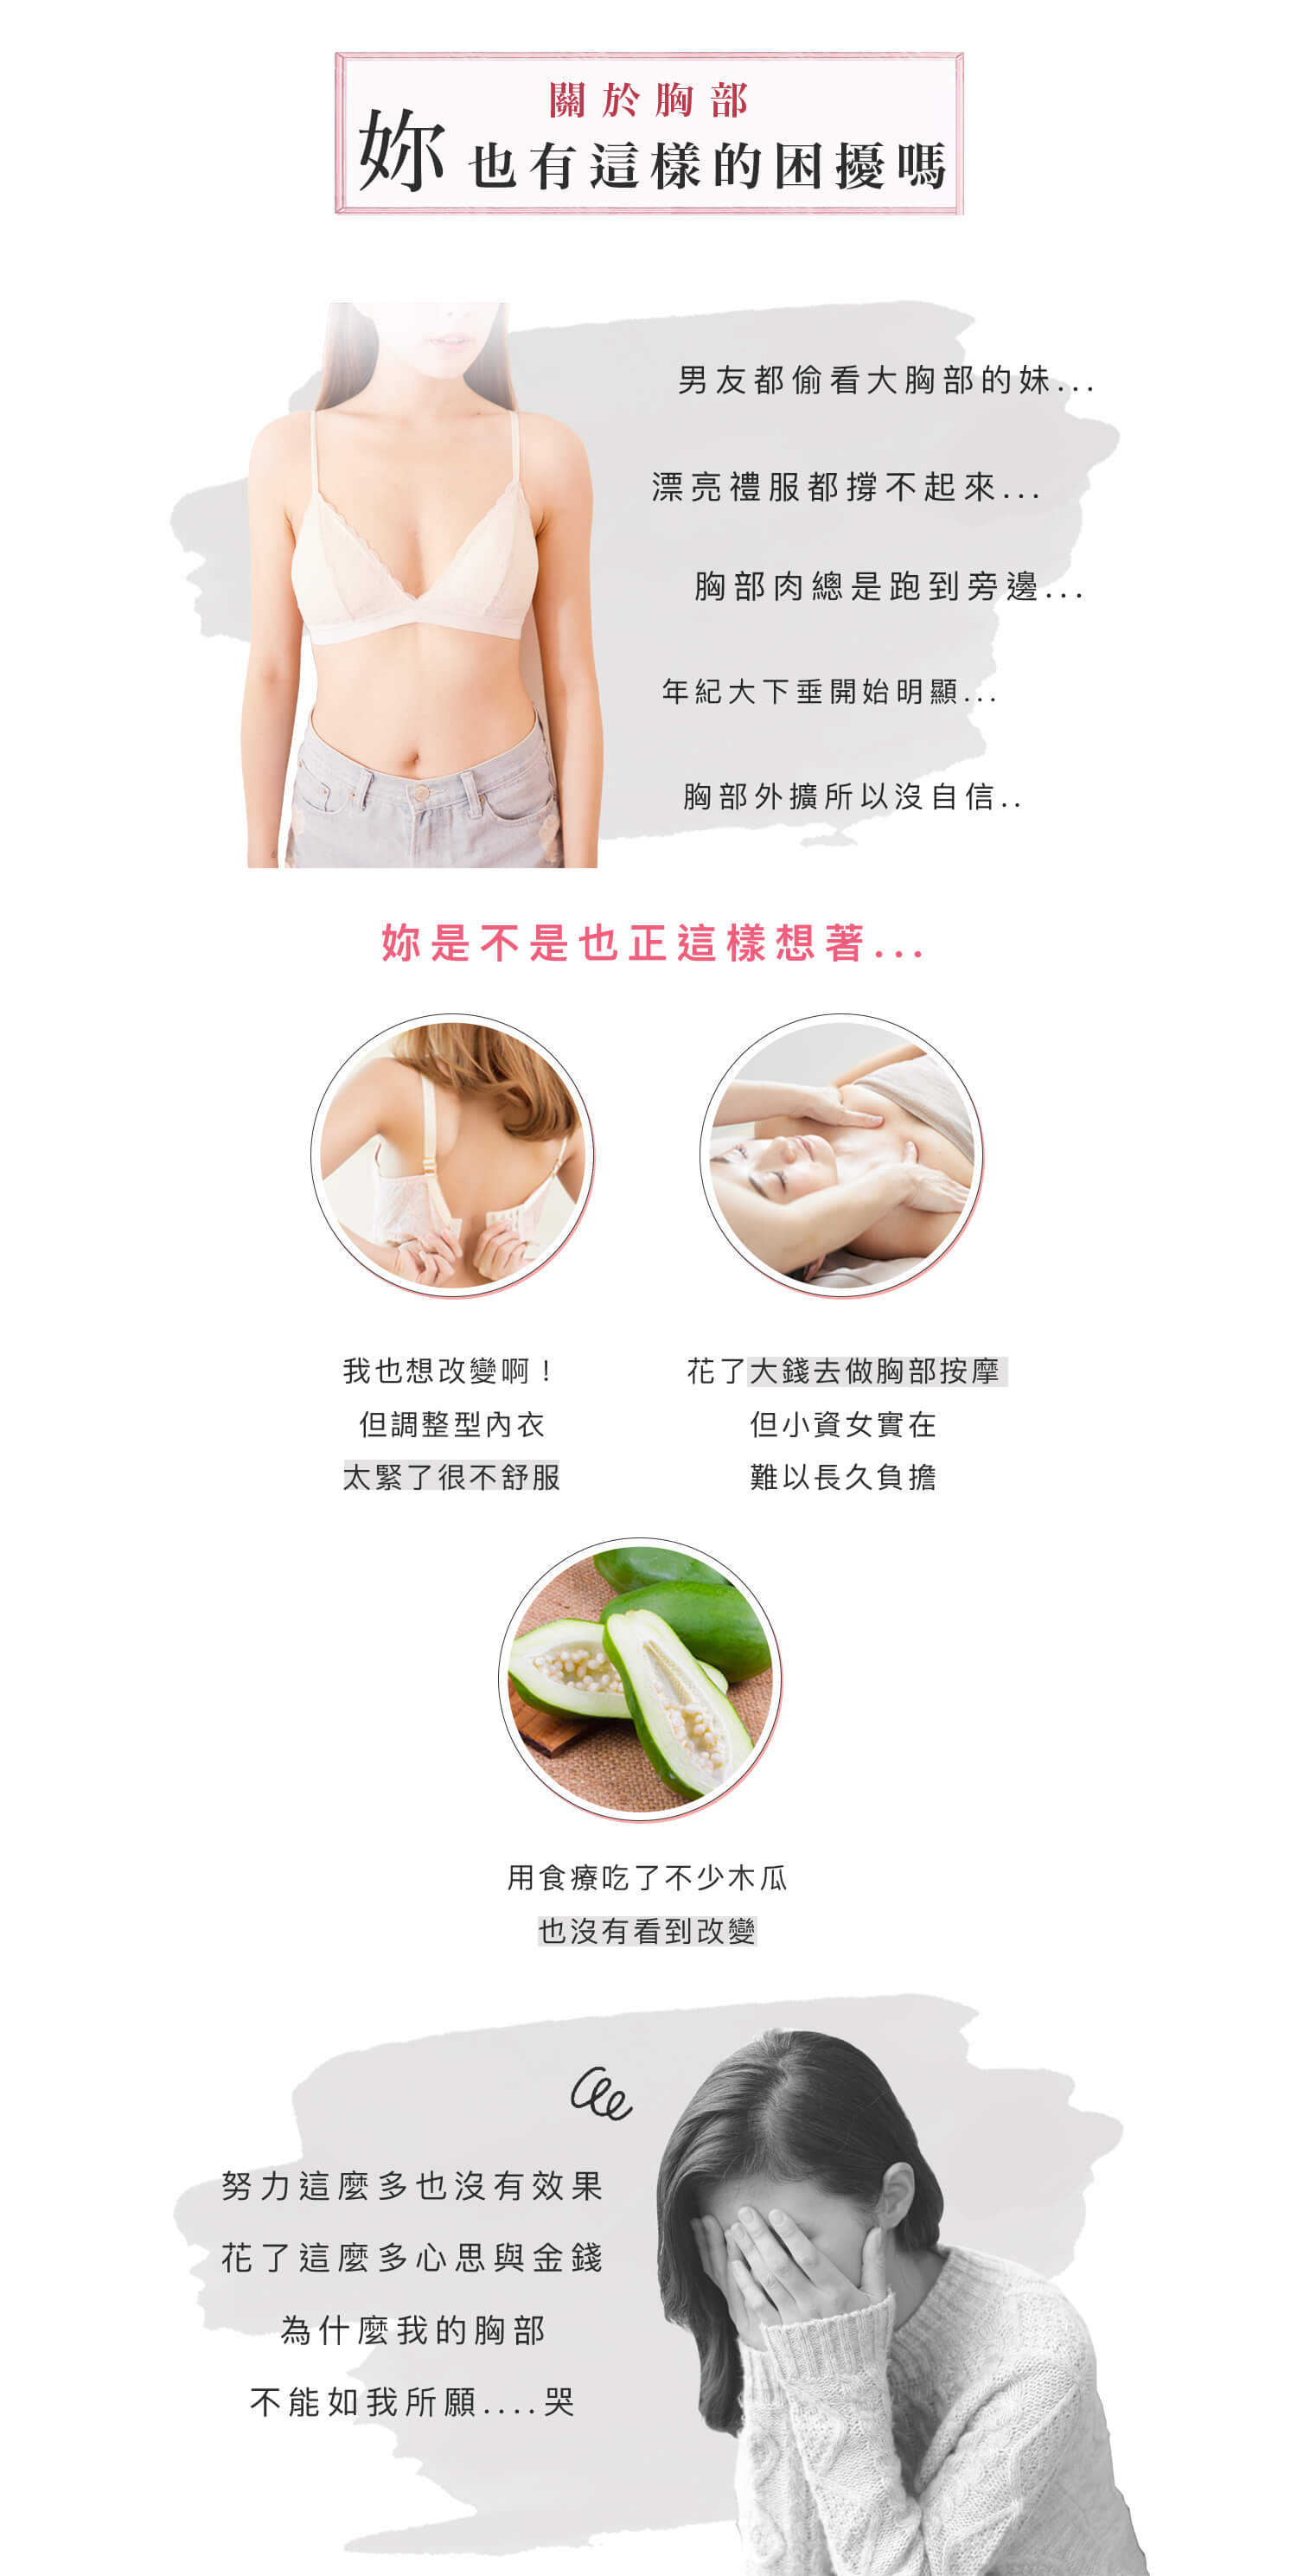 關於胸部
妳也有這樣的困擾嗎
男友都偷看大胸部的妹...
漂亮禮服都撐不起來...
胸部肉總是跑到旁邊...
年紀大下垂開始明顯...
胸部外擴所以沒自信..
妳是不是也正這樣想著...
我也想改變啊！
但調整型內衣
太緊了很不舒服
花了大錢去做胸部按摩
但小資女實在
難以長久負擔
用食療吃了不少木瓜
也沒有看到改變
努力這麼多也沒有效果
花了這麼多心思與金錢
為什麼我的胸部
不能如我所願....哭